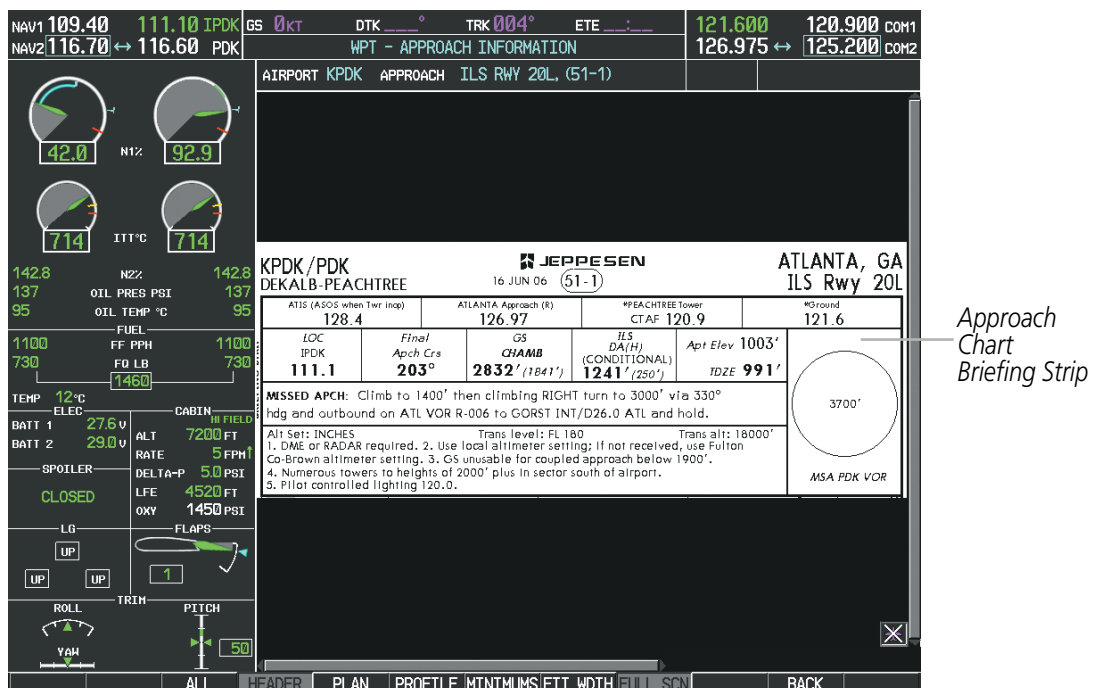 NAV1 109.40 111.10 IPDK GS 0KT DTK ___° TRK 004° ETE __:__ 121.600 120.900 COM1
NAV2 116.70 ↔ 116.60 PDK WPT - APPROACH INFORMATION 126.975 ↔ 125.200 COM2
AIRPORT KPDK APPROACH ILS RWY 20L, (51-1)
42.0 N1% 92.9
714 ITT°C 714
142.8 N2% 142.8
137 OIL PRES PSI 137
95 OIL TEMP °C 95
FUEL
1100 FF PPH 1100
730 FQ LB 730
1460
TEMP 12°C
ELEC
BATT 1 27.6 V
BATT 2 29.0 V
CABIN
HI FIELD
ALT 7200 FT
RATE 5 FPM↑
DELTA-P 5.0 PSI
LFE 4520 FT
OXY 1450 PSI
SPOILER
CLOSED
LG
UP
UP UP
FLAPS
1
TRIM
ROLL PITCH
YAW 50
KPDK/PDK JEPPESEN ATLANTA, GA
DEKALB-PEACHTREE 16 JUN 06 51-1 ILS Rwy 20L
ATIS (ASOS when Twr inop) ATLANTA Approach (R) *PEACHTREE Tower *Ground
128.4 126.97 CTAF 120.9 121.6
LOC
IPDK
111.1
Final
Apch Crs
203°
GS
CHAMB
2832' (1841')
ILS
DA(H)
(CONDITIONAL)
1241' (250')
Apt Elev 1003'
TDZE 991'
MISSED APCH: Climb to 1400' then climbing RIGHT turn to 3000' via 330°
hdg and outbound on ATL VOR R-006 to GORST INT/D26.0 ATL and hold.
Alt Set: INCHES Trans level: FL 180 Trans alt: 18000'
1. DME or RADAR required. 2. Use local altimeter setting; if not received, use Fulton
Co-Brown altimeter setting. 3. GS unusable for coupled approach below 1900'.
4. Numerous towers to heights of 2000' plus in sector south of airport.
5. Pilot controlled lighting 120.0.
3700'
MSA PDK VOR
ALL HEADER PLAN PROFILE MINIMUMS FIT WDTH FULL SCN BACK
Approach
Chart
Briefing Strip